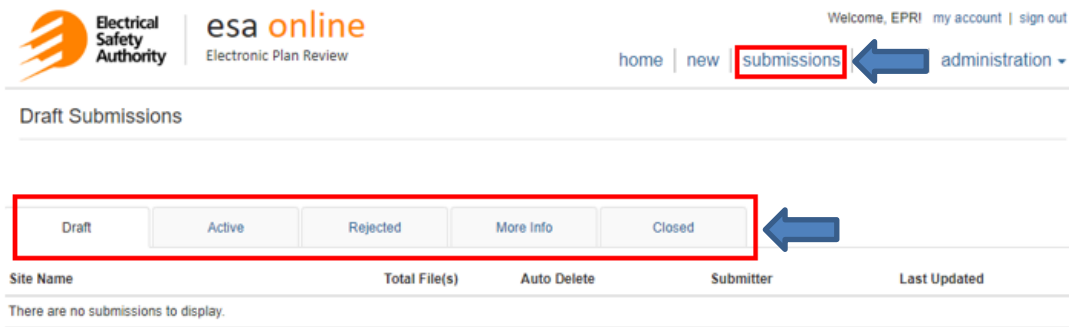 Electrical
Safety
Authority
esa online
Electronic Plan Review
Welcome, EPR! my account | sign out
home | new | submissions | administration
Draft Submissions
Draft Active Rejected More Info Closed
Site Name Total File(s) Auto Delete Submitter Last Updated
There are no submissions to display.